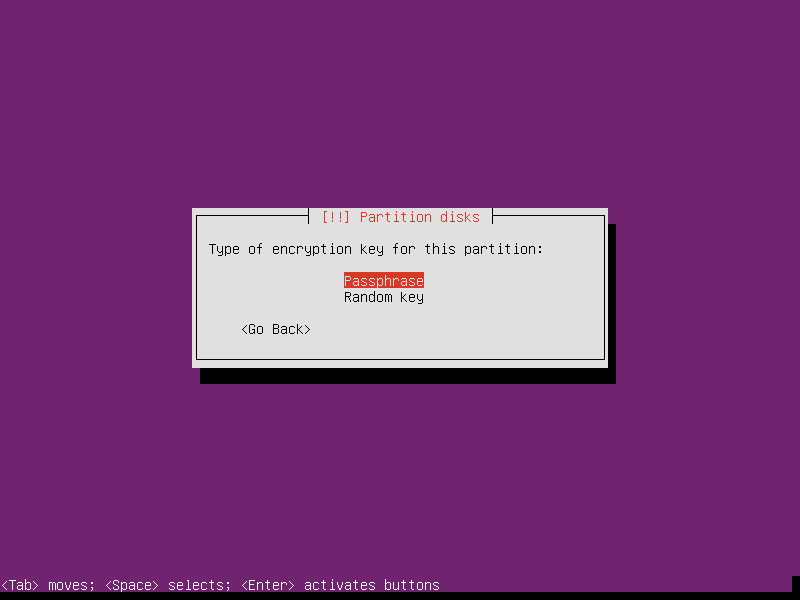 [!!] Partition disks
Type of encryption key for this partition:
Passphrase
Random key
<Go Back>
<Tab> moves; <Space> selects; <Enter> activates buttons